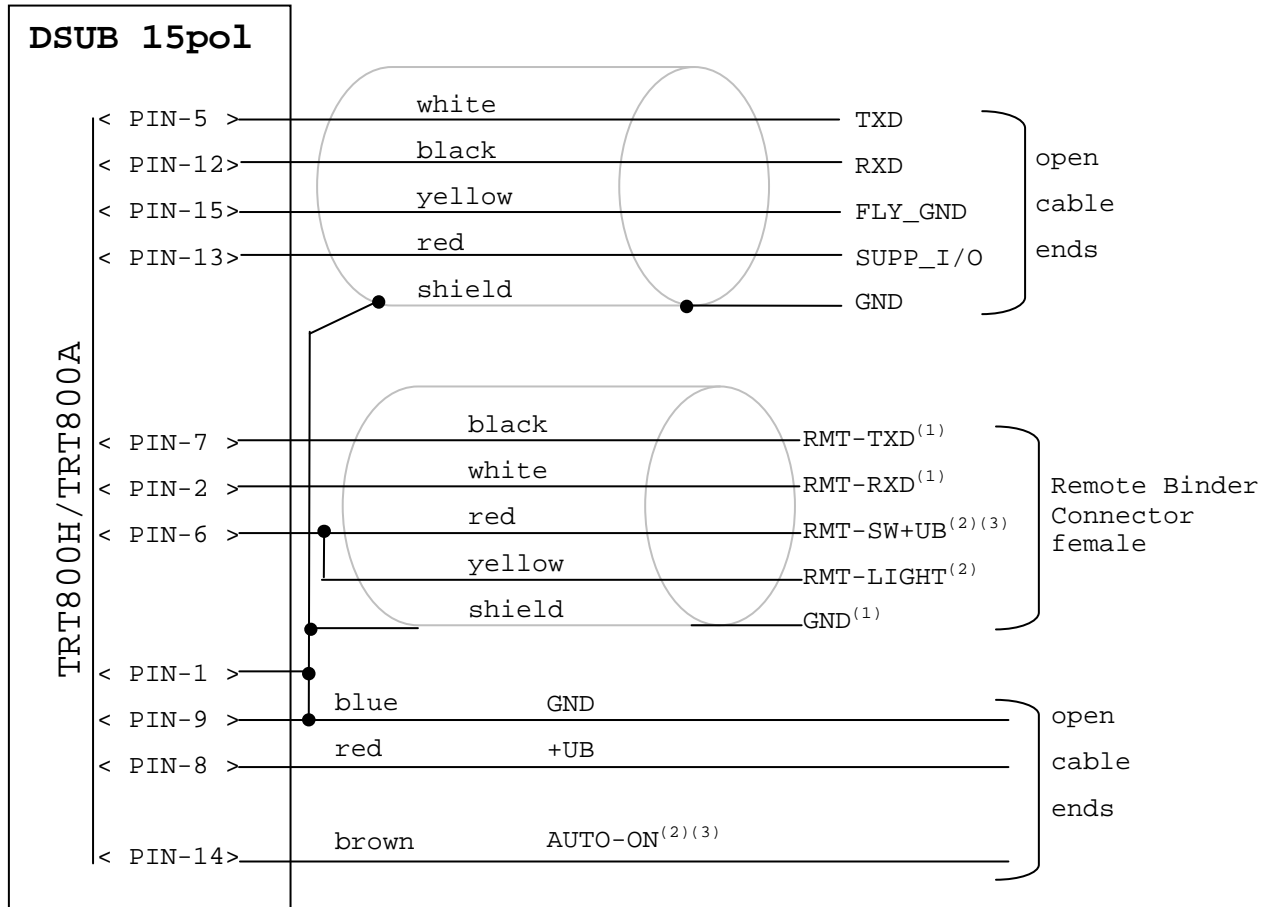 DSUB 15pol
TRT800H/TRT800A
< PIN-5 > white TXD
< PIN-12> black RXD
< PIN-15> yellow FLY_GND
< PIN-13> red SUPP_I/O
shield GND
open
cable
ends
< PIN-7 > black RMT-TXD(1)
< PIN-2 > white RMT-RXD(1)
< PIN-6 > red RMT-SW+UB(2)(3)
yellow RMT-LIGHT(2)
shield GND(1)
Remote Binder
Connector
female
< PIN-1 >
< PIN-9 > blue GND
< PIN-8 > red +UB
< PIN-14> brown AUTO-ON(2)(3)
open
cable
ends